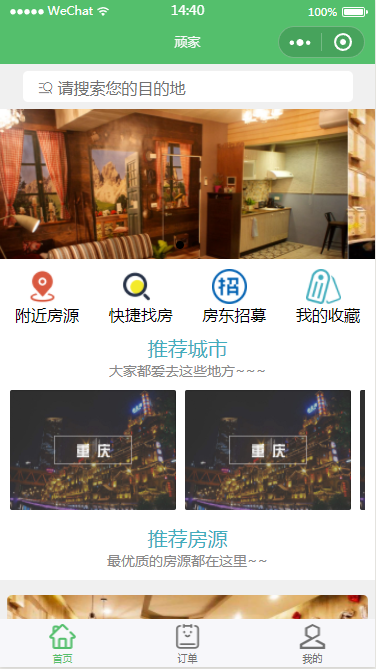 WeChat 14:40 100%
顽家
请搜索您的目的地
招
附近房源 快捷找房 房东招募 我的收藏
推荐城市
大家都爱去这些地方~~~
重庆 重庆
推荐房源
最优质的房源都在这里~~
首页 订单 我的